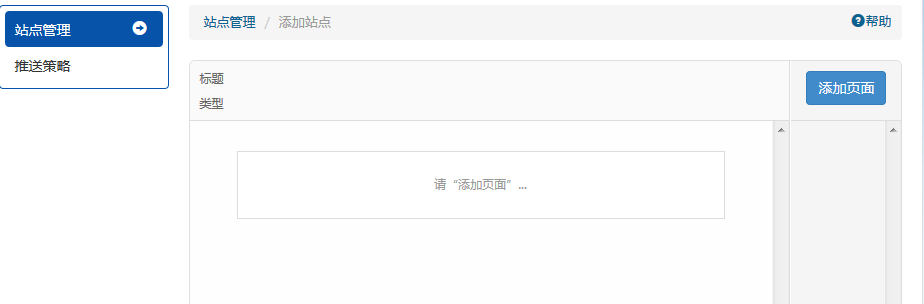 站点管理
推送策略
站点管理 / 添加站点
帮助
标题
类型
添加页面
请“添加页面”...